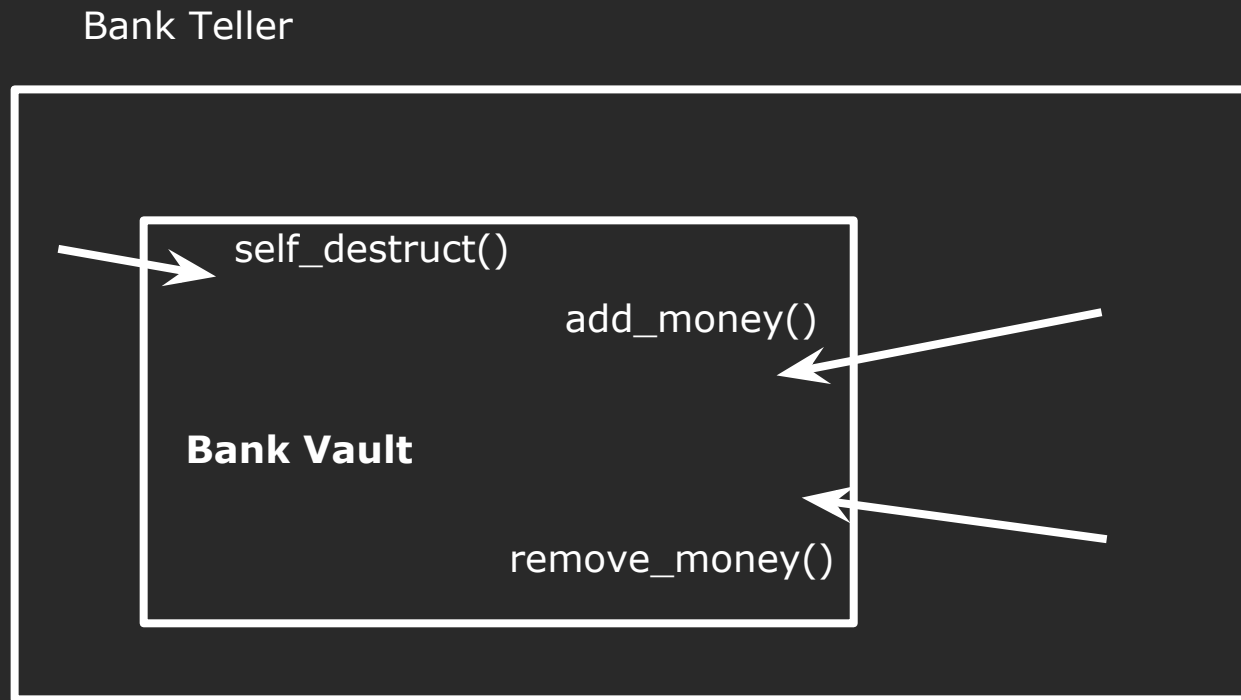 Bank Teller
self_destruct()
add_money()
Bank Vault
remove_money()